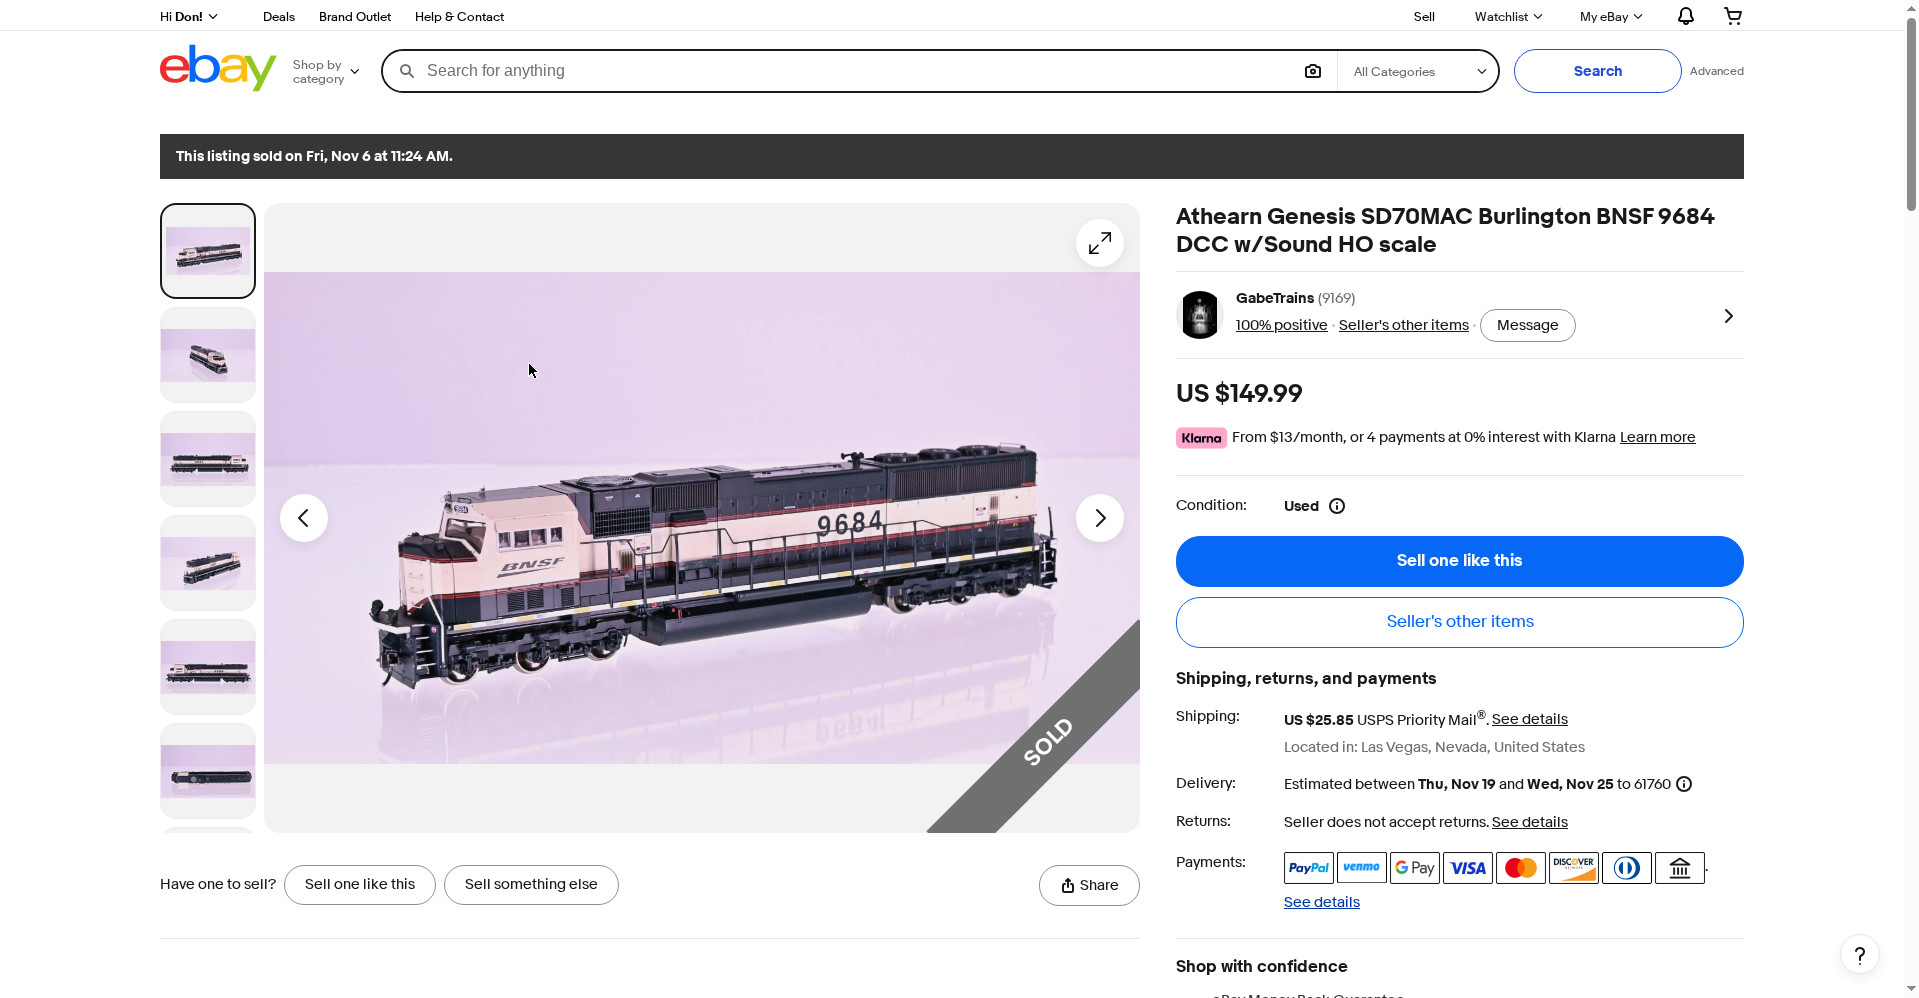 Hi Don!
Deals
Brand Outlet
Help & Contact
Sell
Watchlist
My eBay
ebay
Shop by category
Search for anything
All Categories
Search
Advanced
This listing sold on Fri, Nov 6 at 11:24 AM.
BNSF
9684
SOLD
Have one to sell?
Sell one like this
Sell something else
Share
Athearn Genesis SD70MAC Burlington BNSF 9684
DCC w/Sound HO scale
GabeTrains (9169)
100% positive · Seller's other items · Message
US $149.99
Klarna From $13/month, or 4 payments at 0% interest with Klarna Learn more
Condition: Used
Sell one like this
Seller's other items
Shipping, returns, and payments
Shipping: US $25.85 USPS Priority Mail®. See details
Located in: Las Vegas, Nevada, United States
Delivery: Estimated between Thu, Nov 19 and Wed, Nov 25 to 61760
Returns: Seller does not accept returns. See details
Payments: PayPal venmo G Pay VISA DISCOVER .
See details
Shop with confidence
?